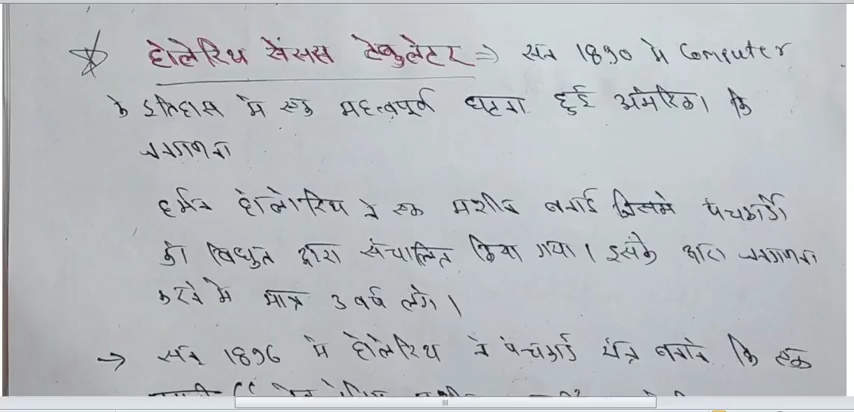 ☆ होलेरिथ सेंसस टेबुलेटर ⇒ सन 1890 मे Computer
के इतिहास मे एक महत्वपूर्ण घटना हुई अमेरिका कि
जनगणना
हर्मन होलेरिथ ने एक मशीन बनाई जिसमे पंचकार्डो
को विधुत द्वारा संचालित किया गया। इसके द्वारा जनगणना
करने मे मात्र 3 वर्ष लगे।
→ सन् 1896 मे होलेरिथ ने पंचकार्ड यंत्र बनाने कि एक